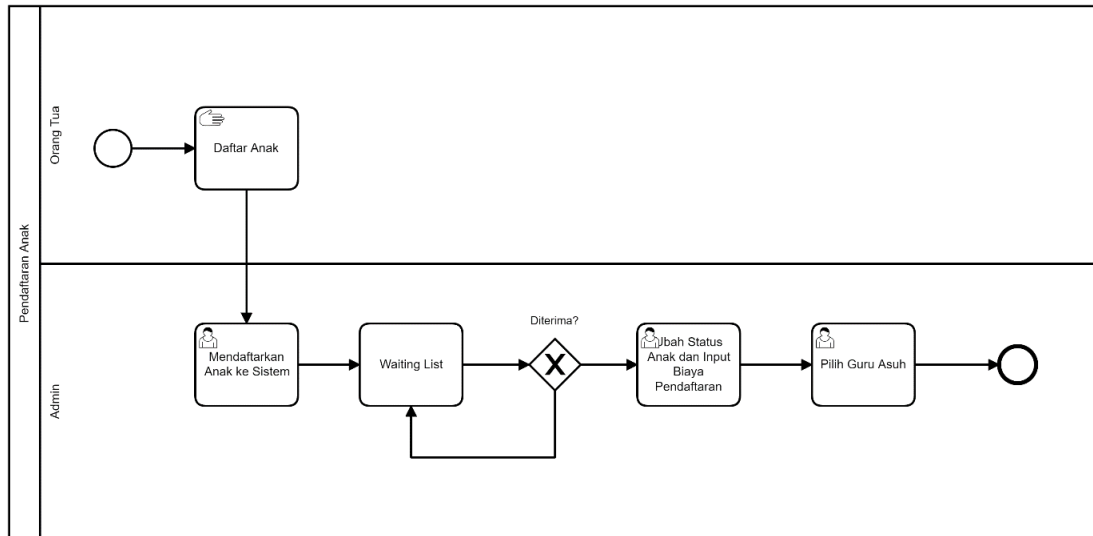 Pendaftaran Anak
Orang Tua
Daftar Anak
Admin
Mendaftarkan
Anak ke Sistem
Waiting List
Diterima?
X
Ubah Status
Anak dan Input
Biaya
Pendaftaran
Pilih Guru Asuh